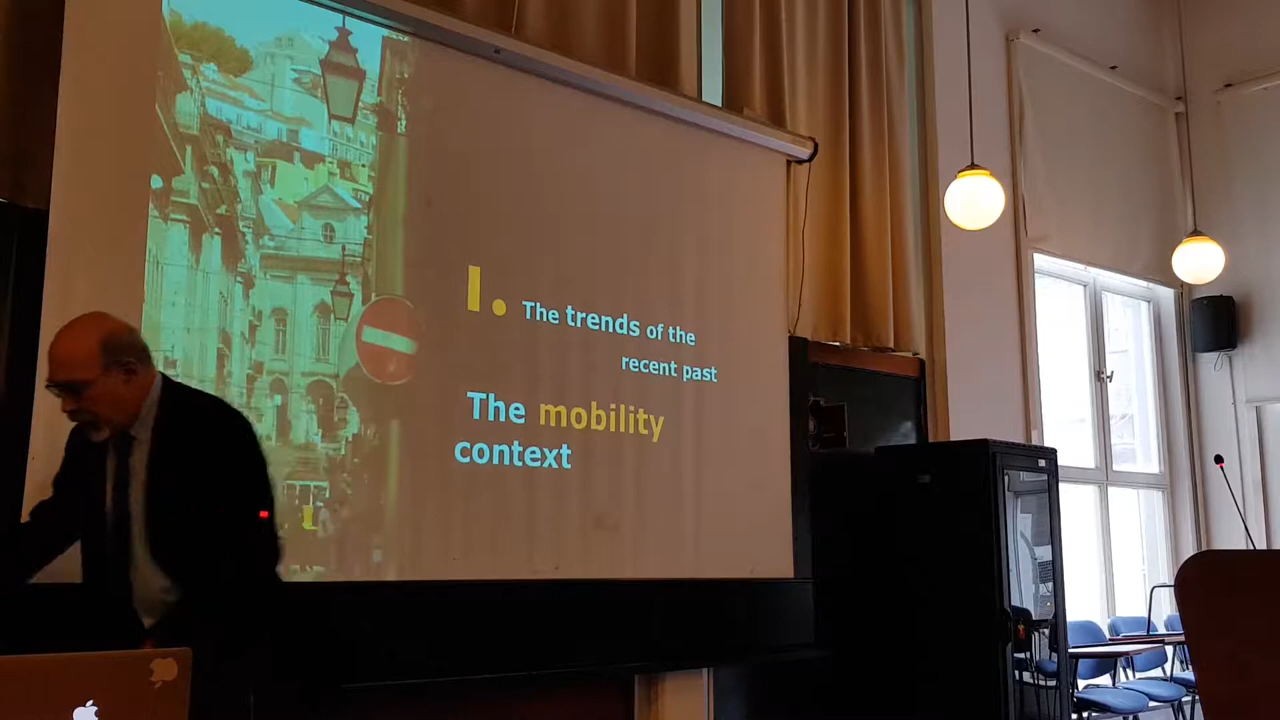 I. The trends of the
recent past
The mobility
context